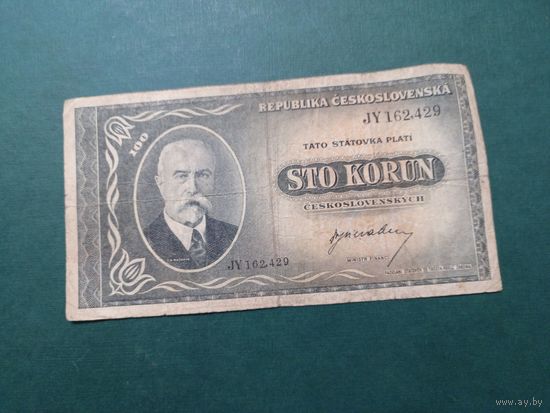 REPUBLIKA ČESKOSLOVENSKÁ
JY 162,429
100
TATO STÁTOVKA PLATÍ
STO KORUN
ČESKOSLOVENSKÝCH
JY 162,429
MINISTR FINANCÍ
www.ay.by